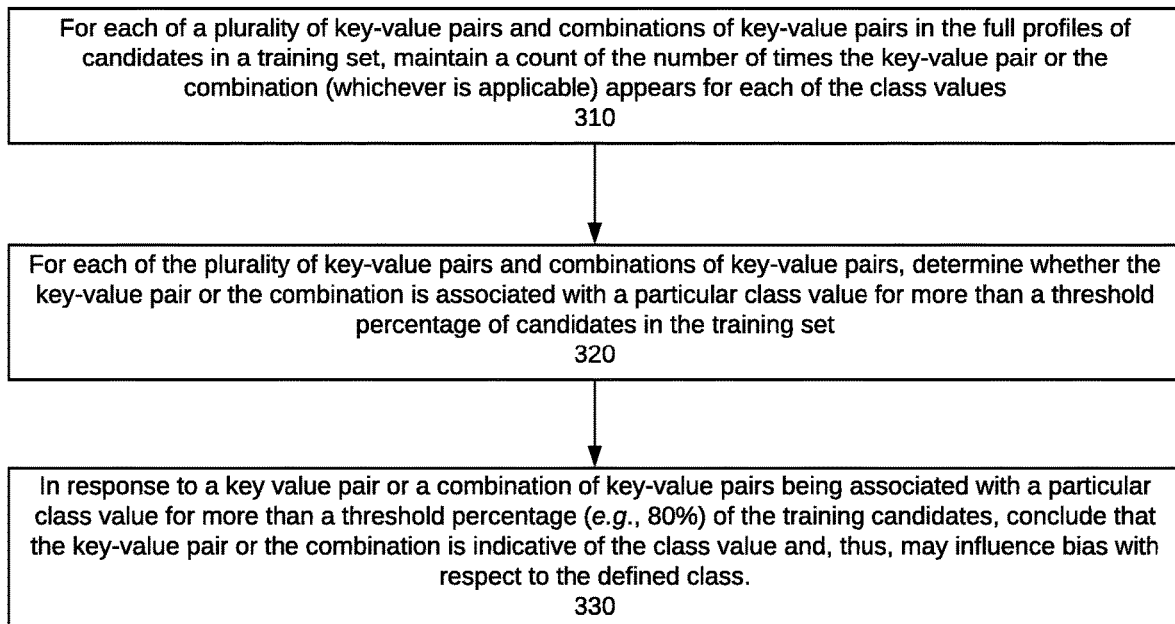 For each of a plurality of key-value pairs and combinations of key-value pairs in the full profiles of
candidates in a training set, maintain a count of the number of times the key-value pair or the
combination (whichever is applicable) appears for each of the class values
310
For each of the plurality of key-value pairs and combinations of key-value pairs, determine whether the
key-value pair or the combination is associated with a particular class value for more than a threshold
percentage of candidates in the training set
320
In response to a key value pair or a combination of key-value pairs being associated with a particular
class value for more than a threshold percentage (e.g., 80%) of the training candidates, conclude that
the key-value pair or the combination is indicative of the class value and, thus, may influence bias with
respect to the defined class.
330